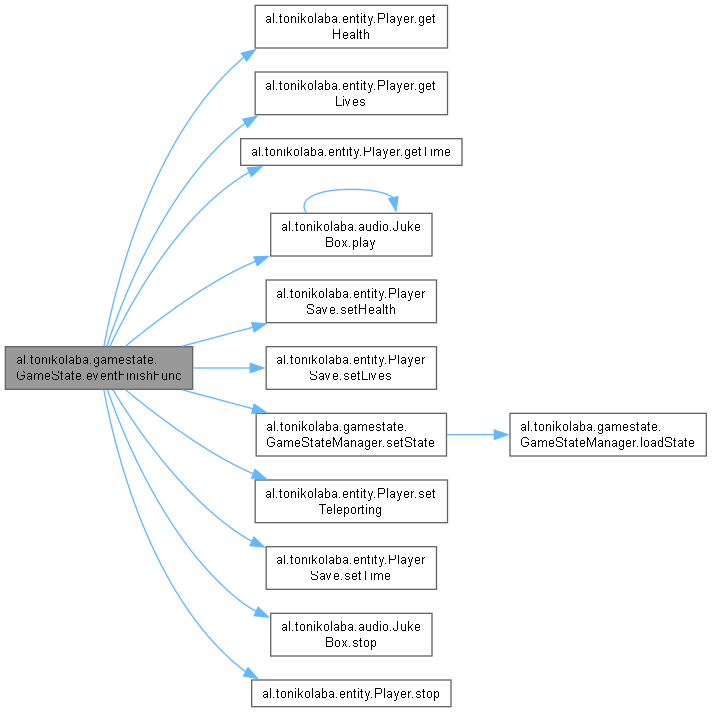 al.tonikolaba.entity.Player.get
Health
al.tonikolaba.entity.Player.get
Lives
al.tonikolaba.entity.Player.getTime
al.tonikolaba.audio.Juke
Box.play
al.tonikolaba.entity.Player
Save.setHealth
al.tonikolaba.gamestate.
GameState.eventFinishFunc
al.tonikolaba.entity.Player
Save.setLives
al.tonikolaba.gamestate.
GameStateManager.setState
al.tonikolaba.gamestate.
GameStateManager.loadState
al.tonikolaba.entity.Player.set
Teleporting
al.tonikolaba.entity.Player
Save.setTime
al.tonikolaba.audio.Juke
Box.stop
al.tonikolaba.entity.Player.stop